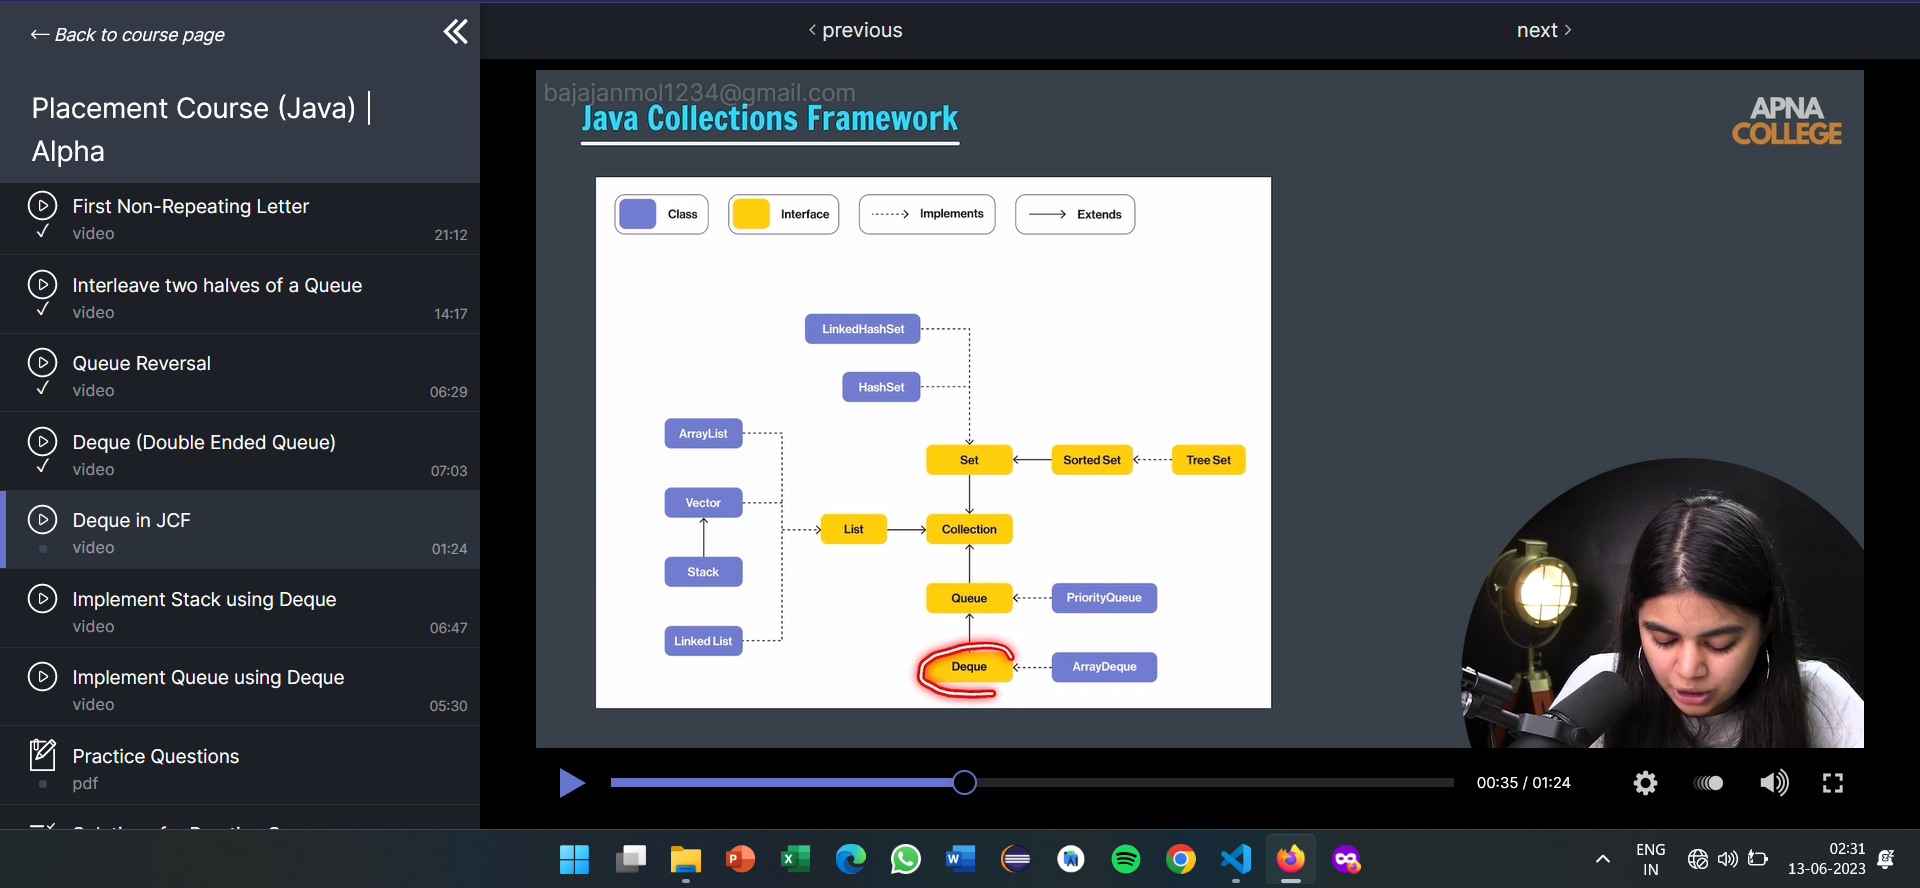 ← Back to course page
Placement Course (Java) |
Alpha
First Non-Repeating Letter
video
21:12
Interleave two halves of a Queue
video
14:17
Queue Reversal
video
06:29
Deque (Double Ended Queue)
video
07:03
Deque in JCF
video
01:24
Implement Stack using Deque
video
06:47
Implement Queue using Deque
video
05:30
Practice Questions
pdf
‹ previous
next ›
bajajanmol1234@gmail.com
Java Collections Framework
APNA
COLLEGE
Class
Interface
Implements
Extends
LinkedHashSet
HashSet
ArrayList
Set
Sorted Set
Tree Set
Vector
List
Collection
Stack
Queue
PriorityQueue
Linked List
Deque
ArrayDeque
00:35 / 01:24
ENG
IN
02:31
13-06-2023